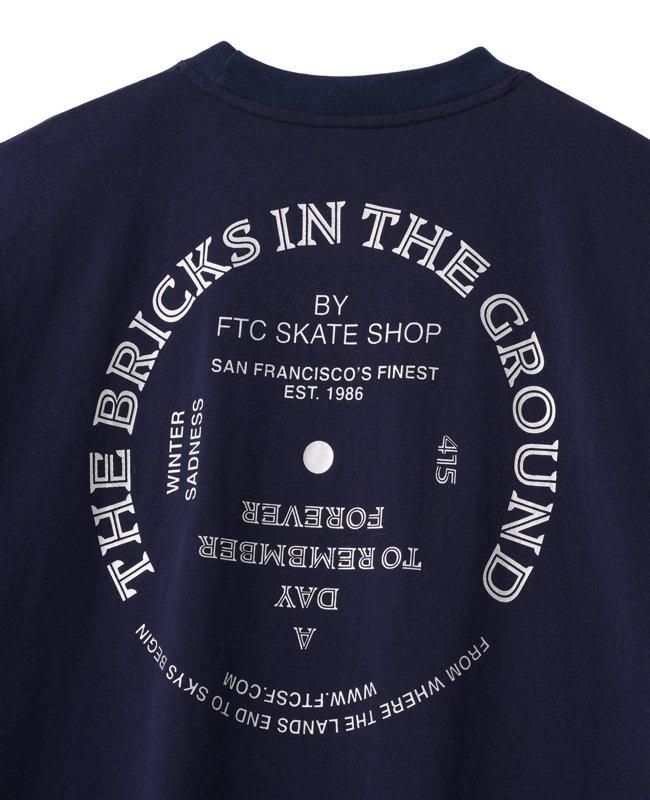 THE BRICKS IN THE GROUND
BY
FTC SKATE SHOP
SAN FRANCISCO'S FINEST
EST. 1986
WINTER
SADNESS
415
A
DAY
TO REMBMBER
FOREVER
WWW.FTCSF.COM
FROM WHERE THE LANDS END TO SKYS BEGIN